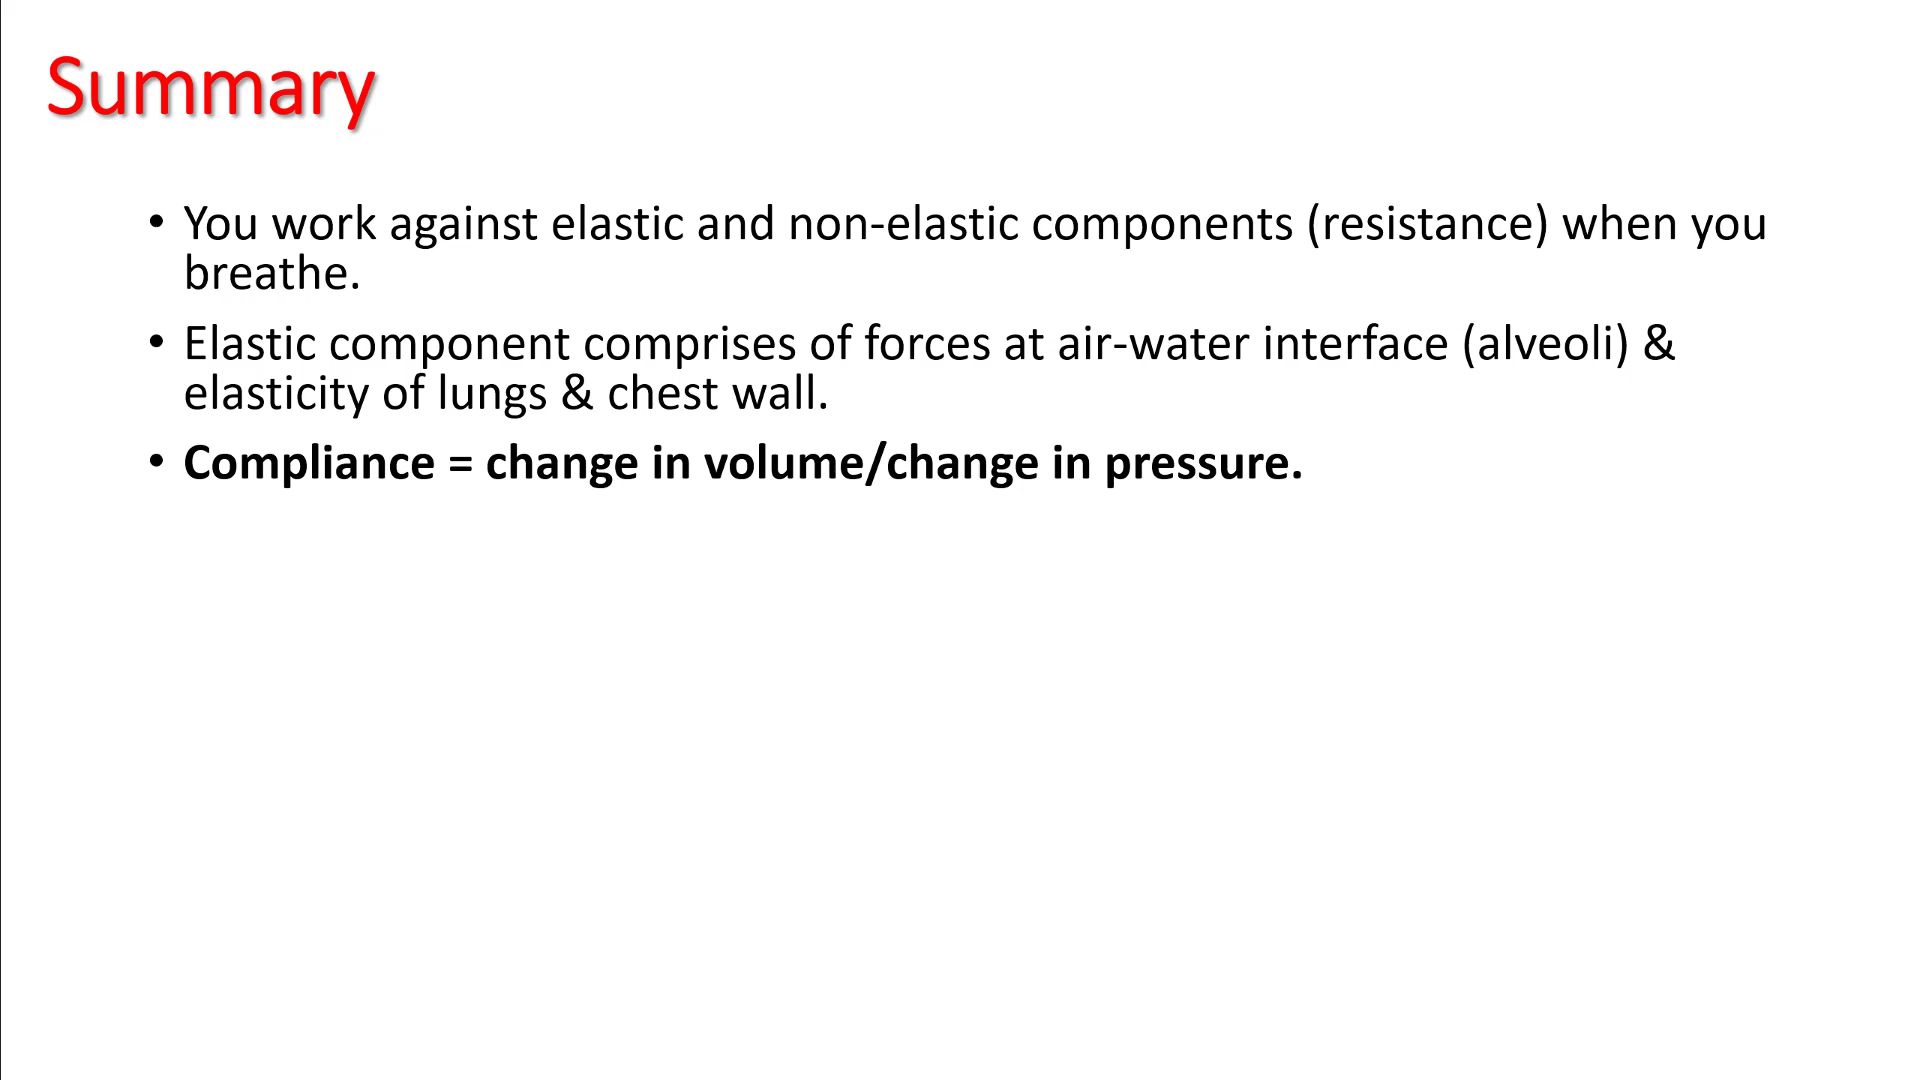 Summary
• You work against elastic and non-elastic components (resistance) when you
breathe.
• Elastic component comprises of forces at air-water interface (alveoli) &
elasticity of lungs & chest wall.
• Compliance = change in volume/change in pressure.